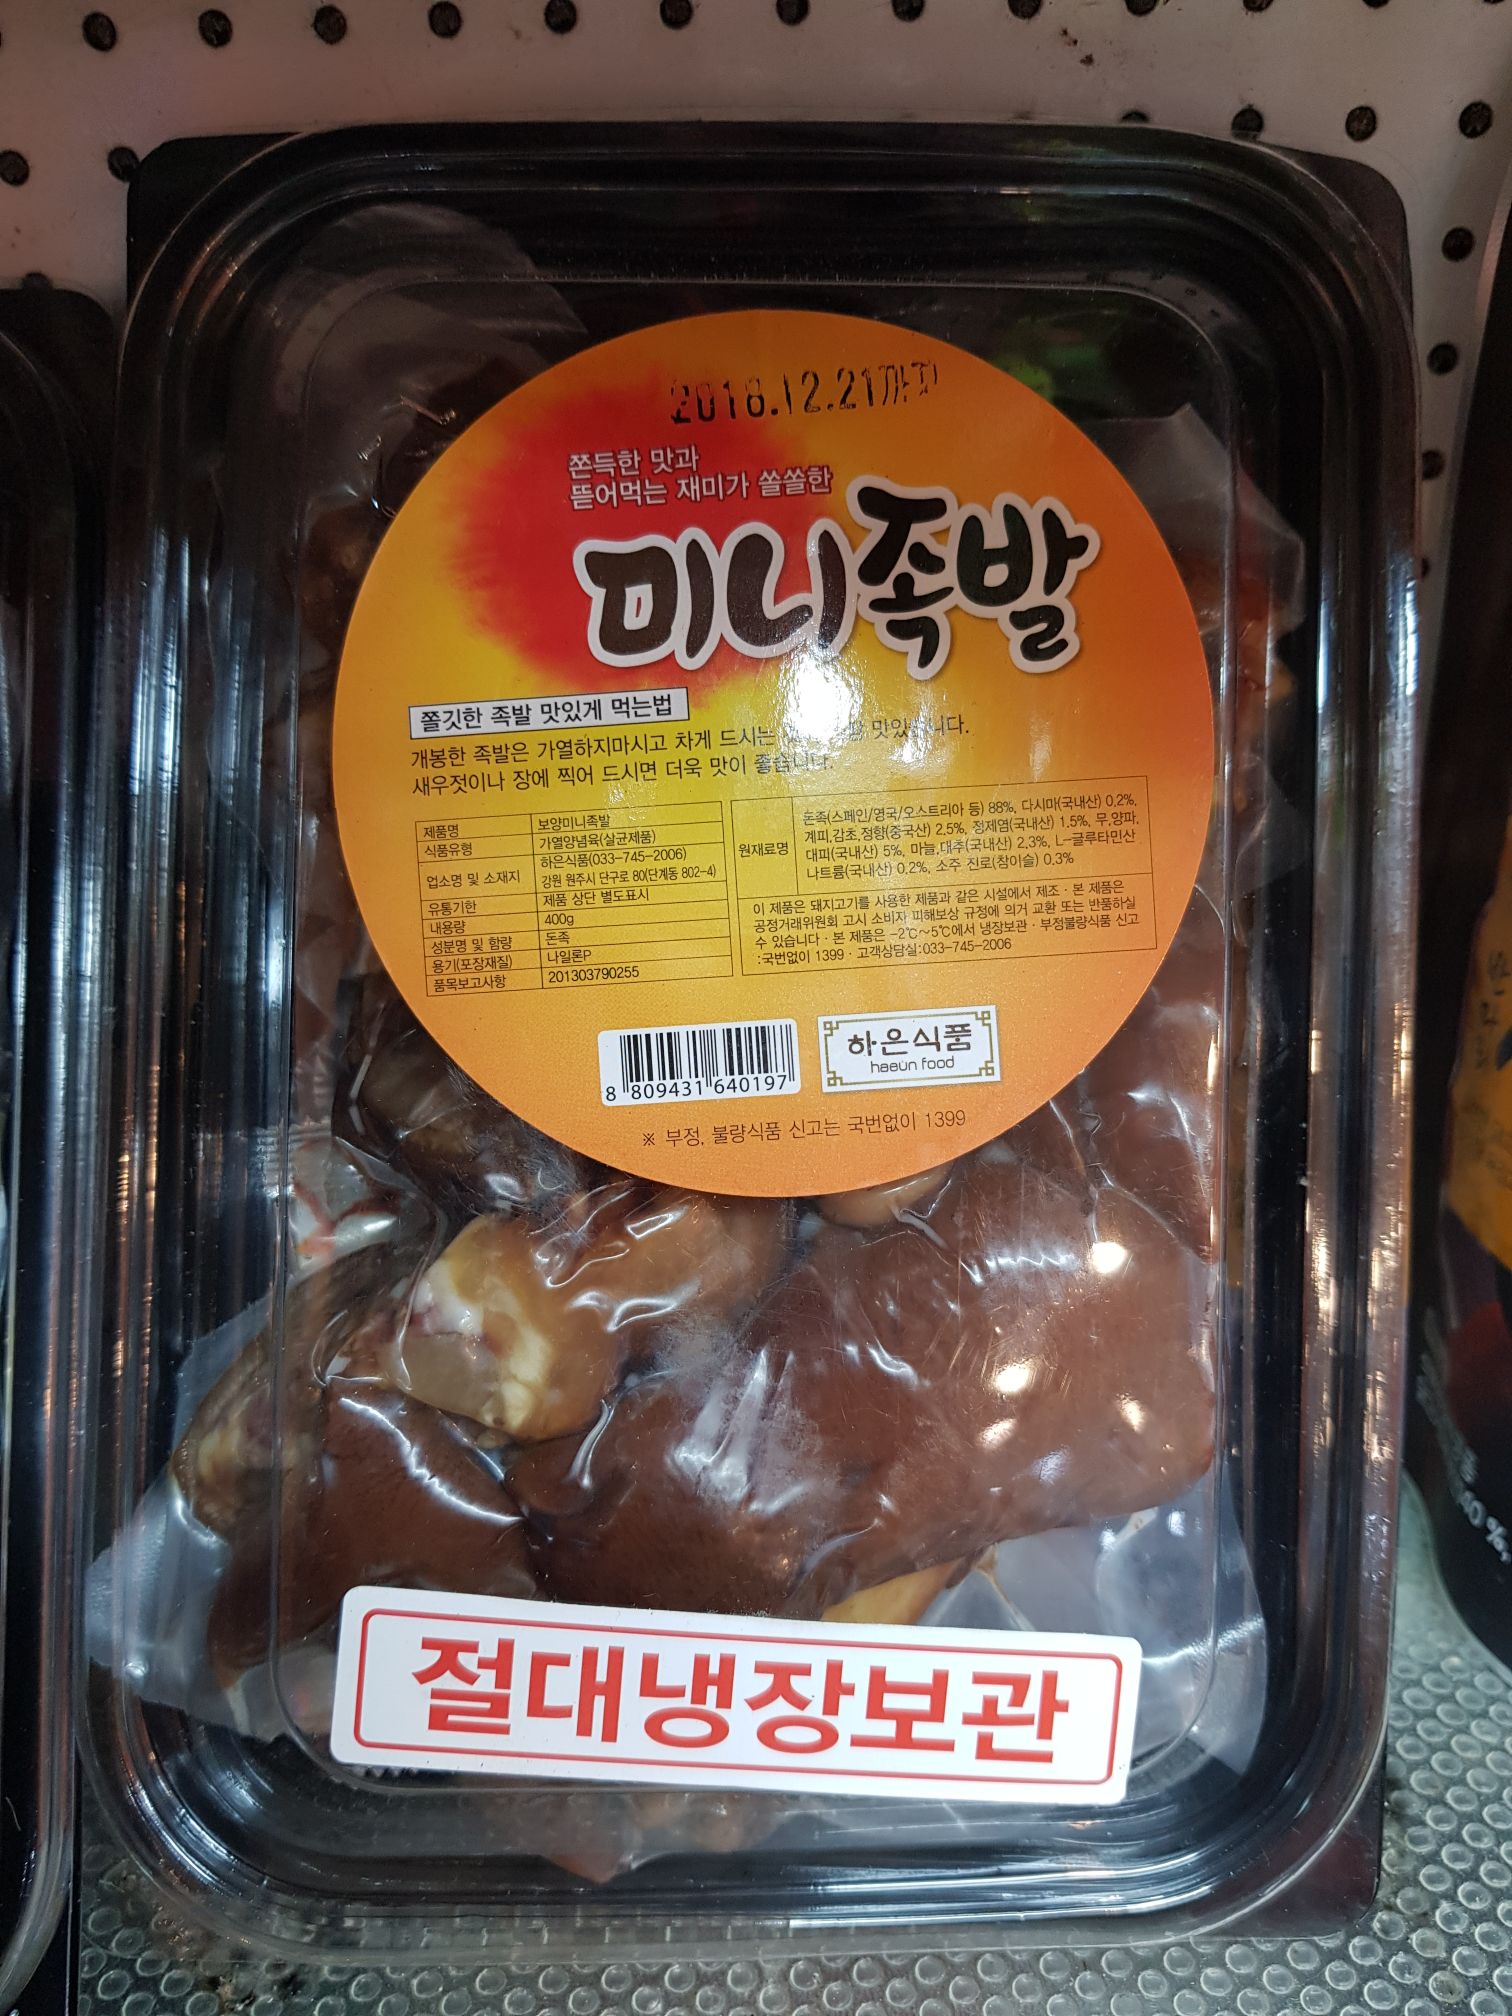 2018.12.21까지
쫀득한 맛과
뜯어먹는 재미가 쏠쏠한
미니족발
쫄깃한 족발 맛있게 먹는법
개봉한 족발은 가열하지마시고 차게 드시는 맛있습니다.
새우젓이나 장에 찍어 드시면 더욱 맛이 좋습니다.
제품명 보양미니족발
식품유형 가열양념육(살균제품)
업소명 및 소재지 하은식품(033-745-2006)
강원 원주시 단구로 80(단계동 802-4)
유통기한 제품 상단 별도표시
내용량 400g
성분명 및 함량 돈족
용기(포장재질) 나일론P
품목보고사항 201303790255
원재료명
돈족(스페인/영국/오스트리아 등) 88%, 다시마(국내산) 0.2%,
계피,감초,정향(중국산) 2.5%, 정제염(국내산) 1.5%, 무,양파,
대파(국내산) 5%, 마늘,대추(국내산) 2.3%, L-글루타민산
나트륨(국내산) 0.2%, 소주 진로(참이슬) 0.3%
이 제품은 돼지고기를 사용한 제품과 같은 시설에서 제조 · 본 제품은
공정거래위원회 고시 소비자 피해보상 규정에 의거 교환 또는 반품하실
수 있습니다 · 본 제품은 -2℃~5℃에서 냉장보관 · 부정불량식품 신고
:국번없이 1399 · 고객상담실:033-745-2006
8 809431 640197
하은식품
haeun food
※ 부정, 불량식품 신고는 국번없이 1399
절대냉장보관